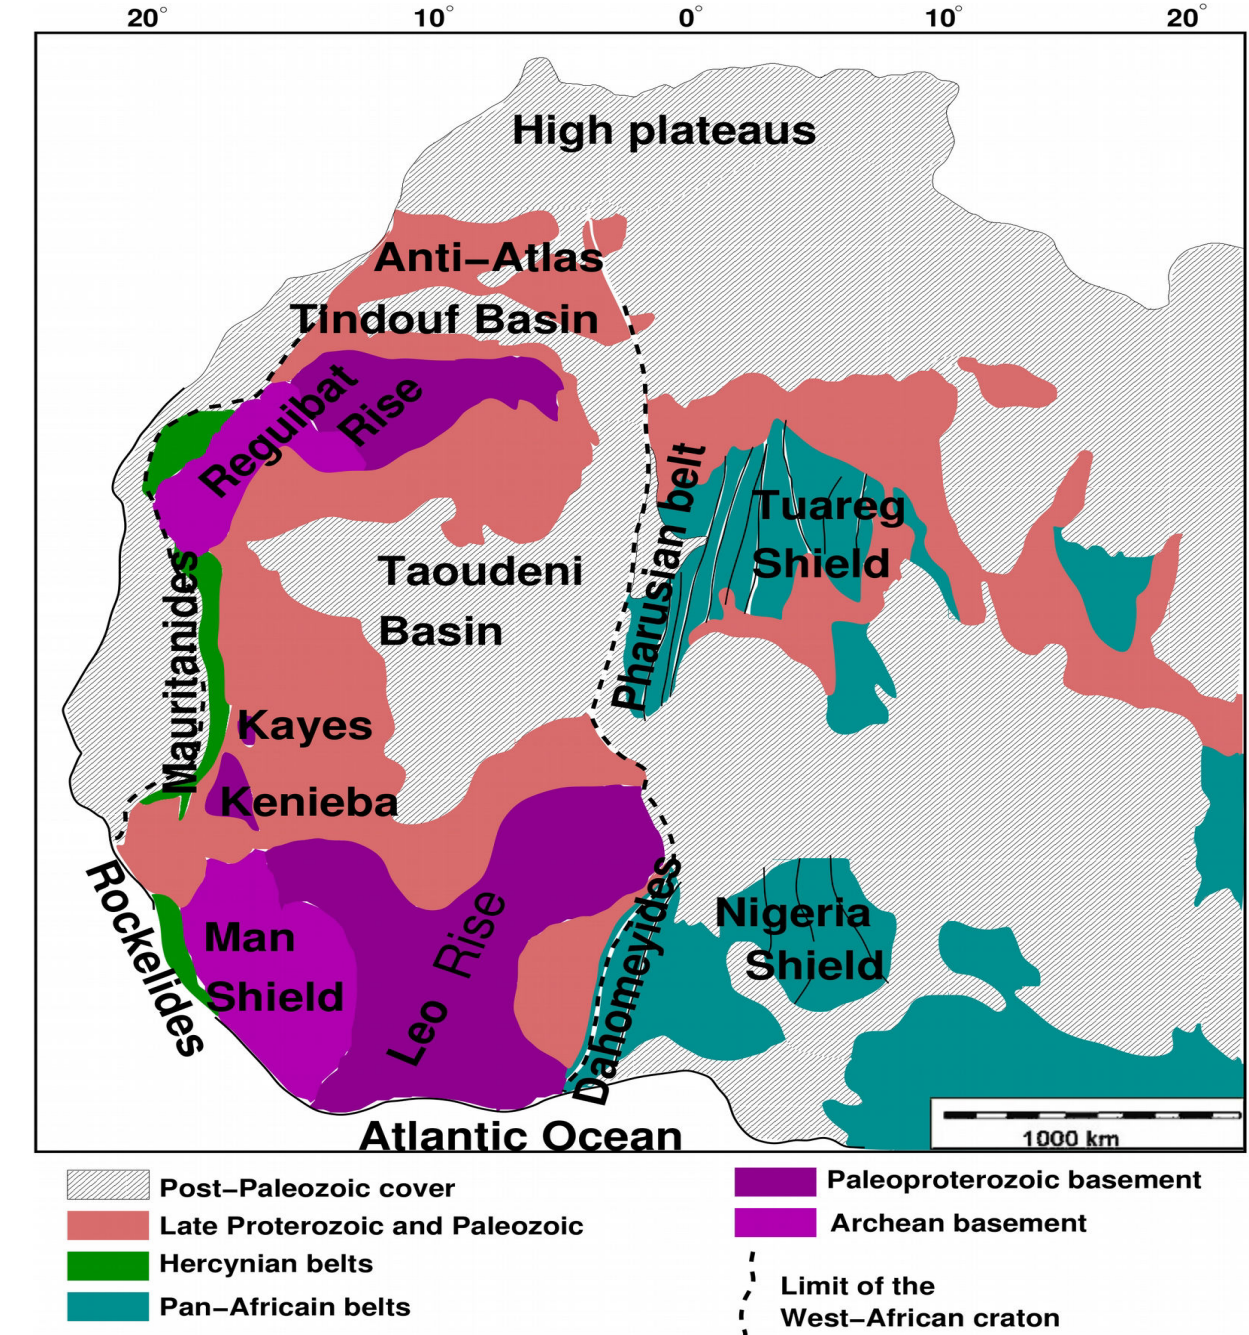 20° 10° 0° 10° 20°
High plateaus
Anti–Atlas
Tindouf Basin
Reguibat
Rise
Pharusian belt
Tuareg
Shield
Taoudeni
Basin
Mauritanides
Kayes
Kenieba
Rockelides
Man
Shield
Leo Rise
Dahomeyides
Nigeria
Shield
Atlantic Ocean
1000 km
Post–Paleozoic cover
Late Proterozoic and Paleozoic
Hercynian belts
Pan–Africain belts
Paleoproterozoic basement
Archean basement
Limit of the
West–African craton